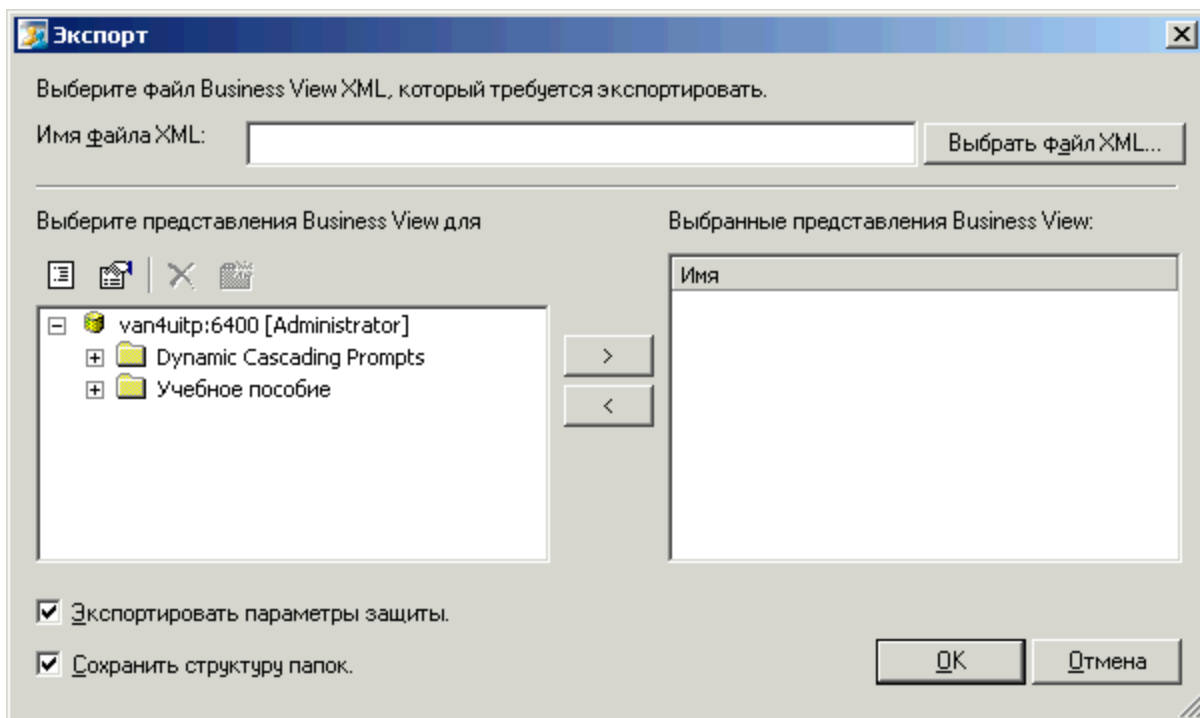 Экспорт
Выберите файл Business View XML, который требуется экспортировать.
Имя файла XML:
Выбрать файл XML...
Выберите представления Business View для
Выбранные представления Business View:
Имя
van4uitp:6400 [Administrator]
Dynamic Cascading Prompts
Учебное пособие
>
<
Экспортировать параметры защиты.
Сохранить структуру папок.
OK
Отмена